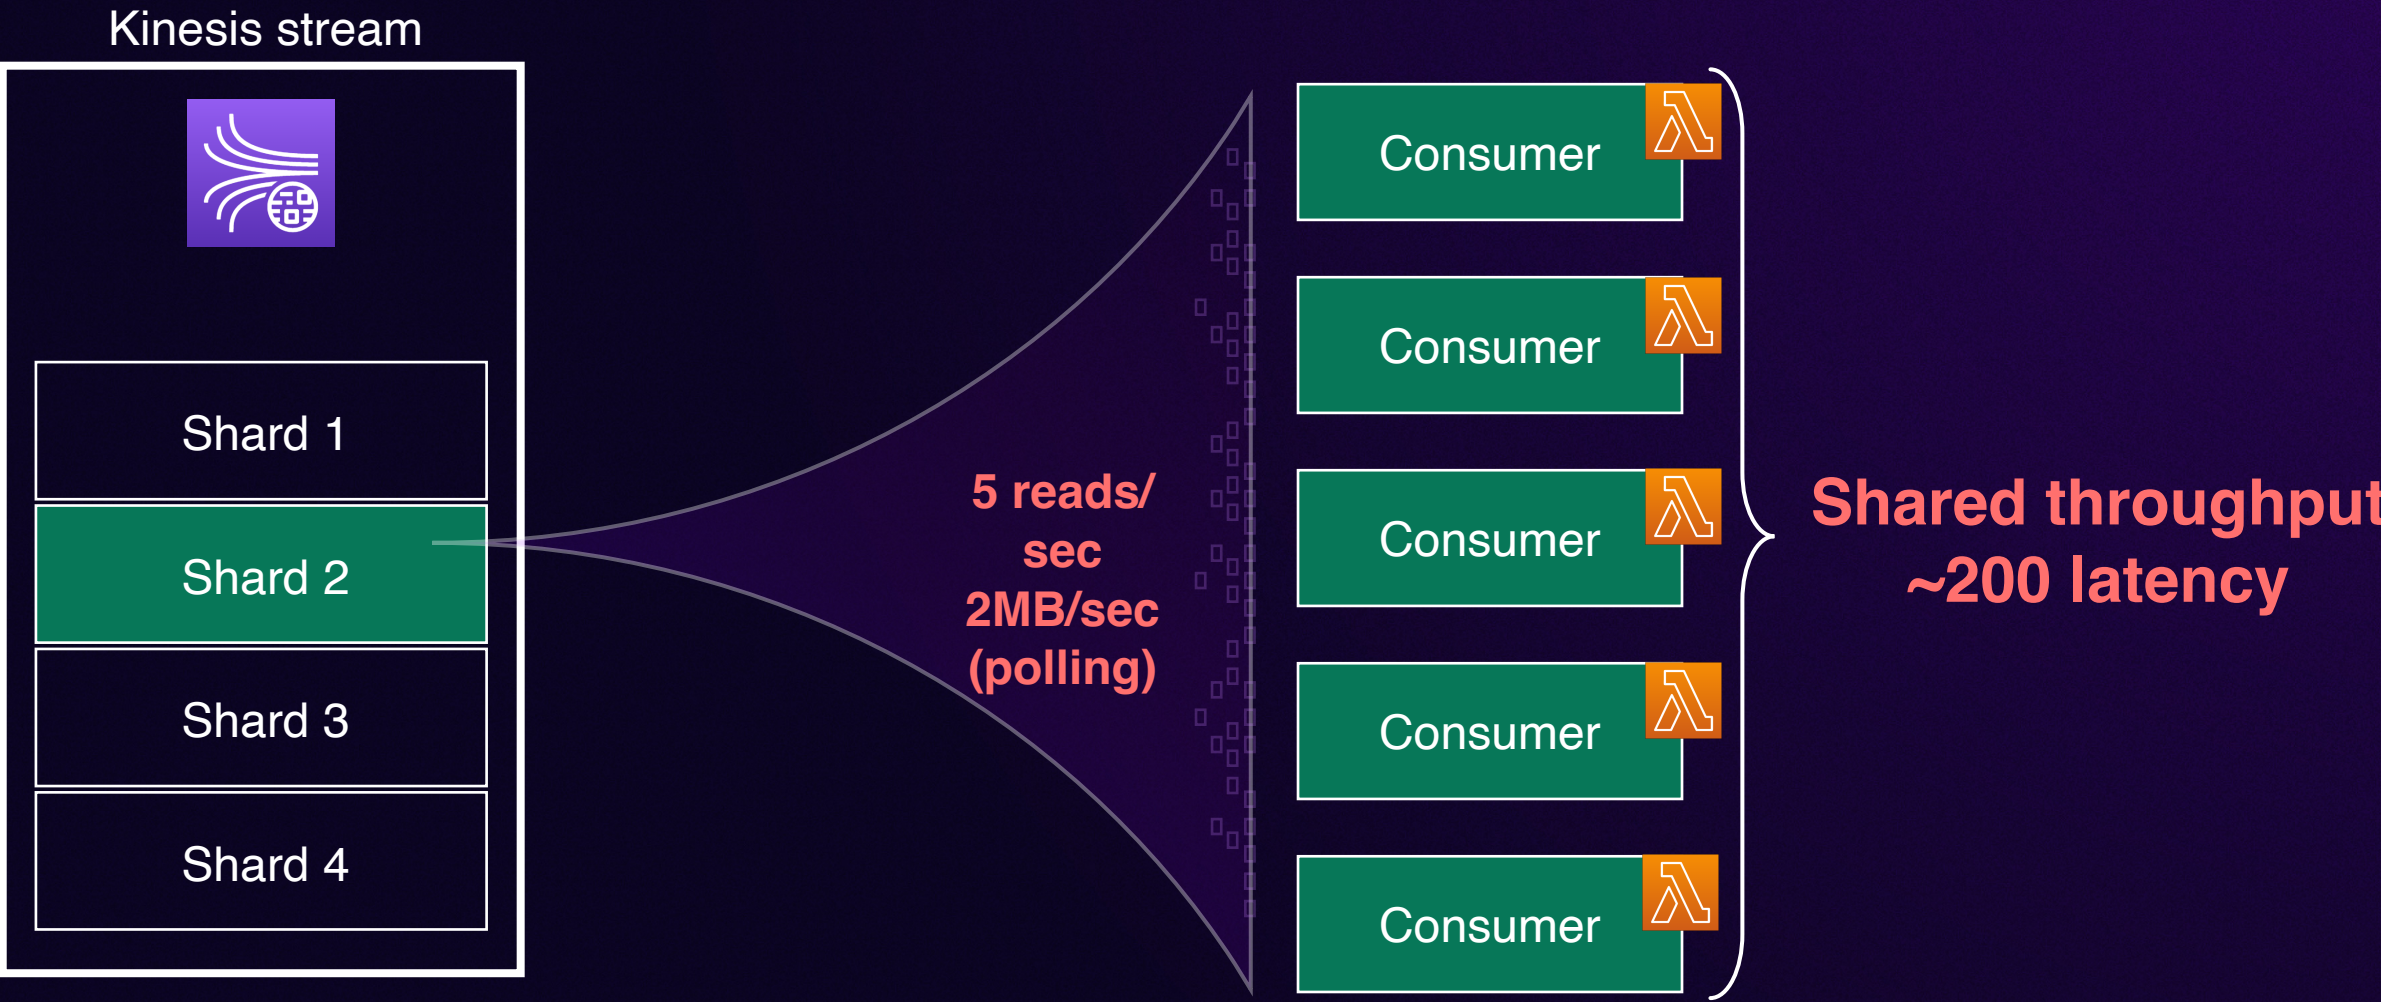 Kinesis stream
Shard 1
Shard 2
Shard 3
Shard 4
5 reads/
sec
2MB/sec
(polling)
Consumer
Consumer
Consumer
Consumer
Consumer
Shared throughput
~200 latency